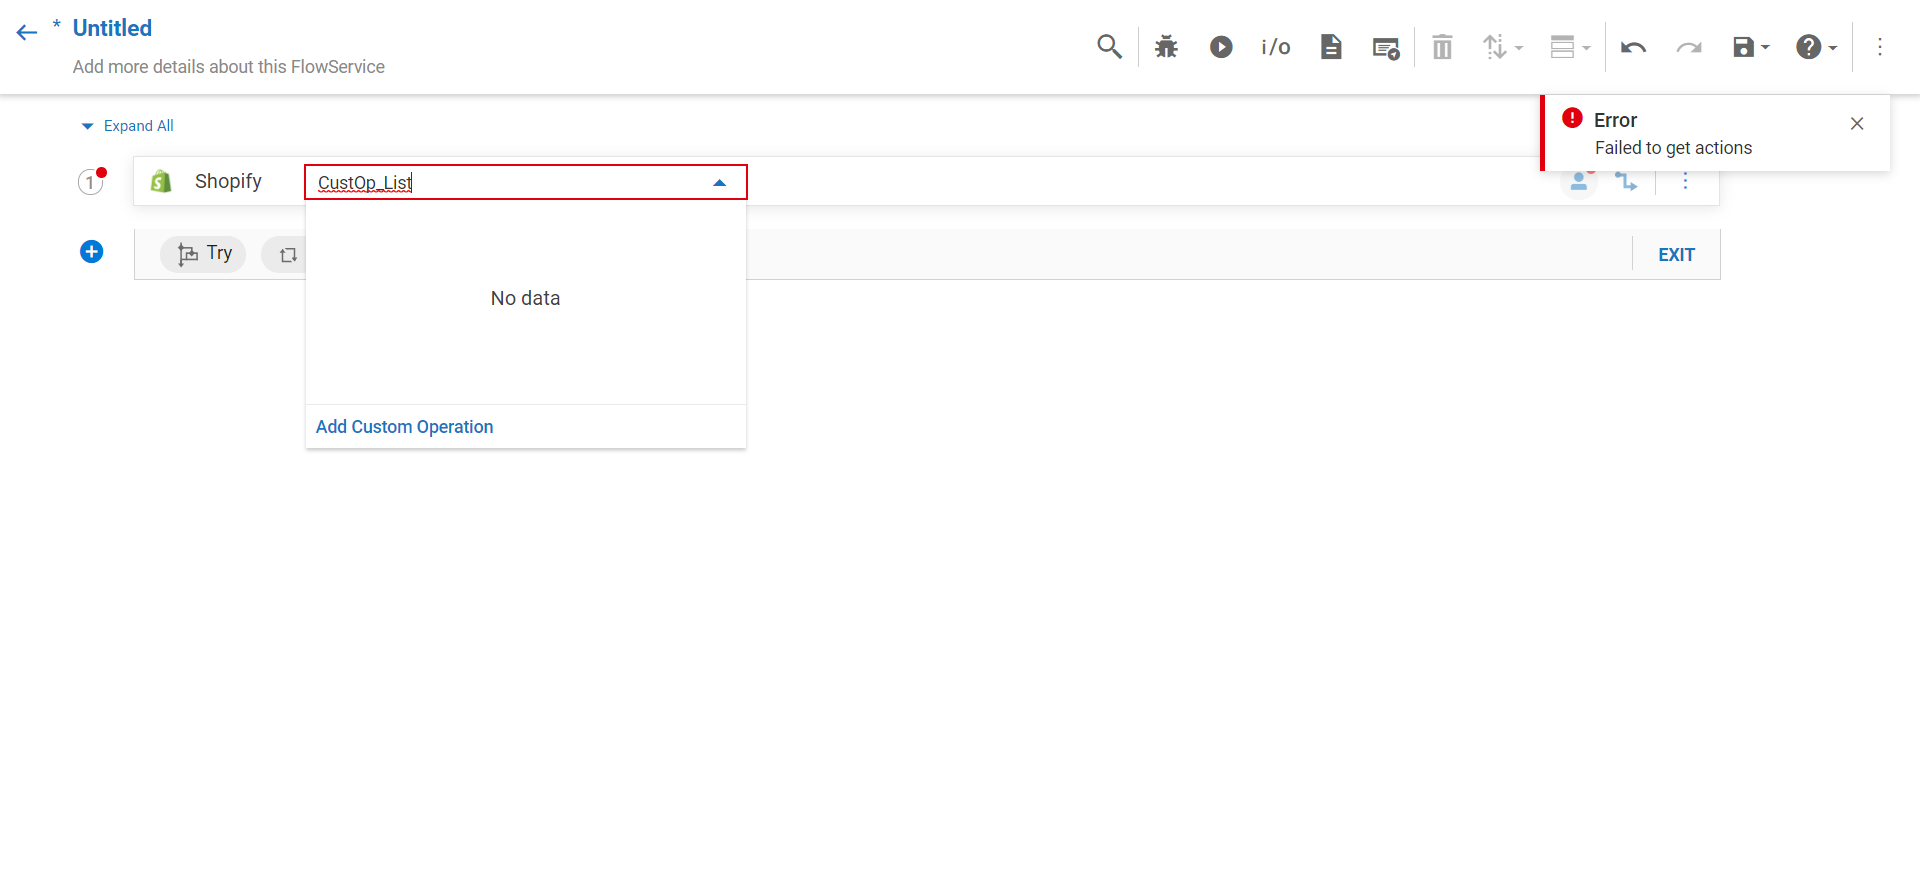 * Untitled
Add more details about this FlowService
i/o
Error
Failed to get actions
Expand All
1
Shopify
CustOp_List
Try
EXIT
No data
Add Custom Operation